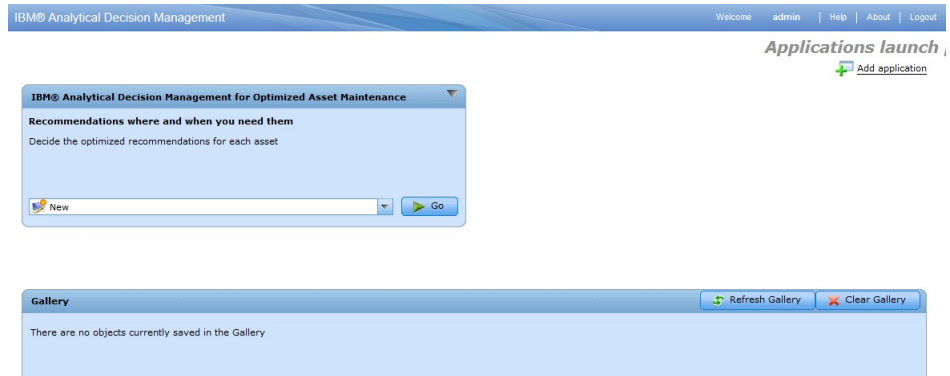 IBM® Analytical Decision Management
Welcome admin | Help | About | Logout
Applications launch
Add application
IBM® Analytical Decision Management for Optimized Asset Maintenance
Recommendations where and when you need them
Decide the optimized recommendations for each asset
New
Go
Gallery
Refresh Gallery
Clear Gallery
There are no objects currently saved in the Gallery